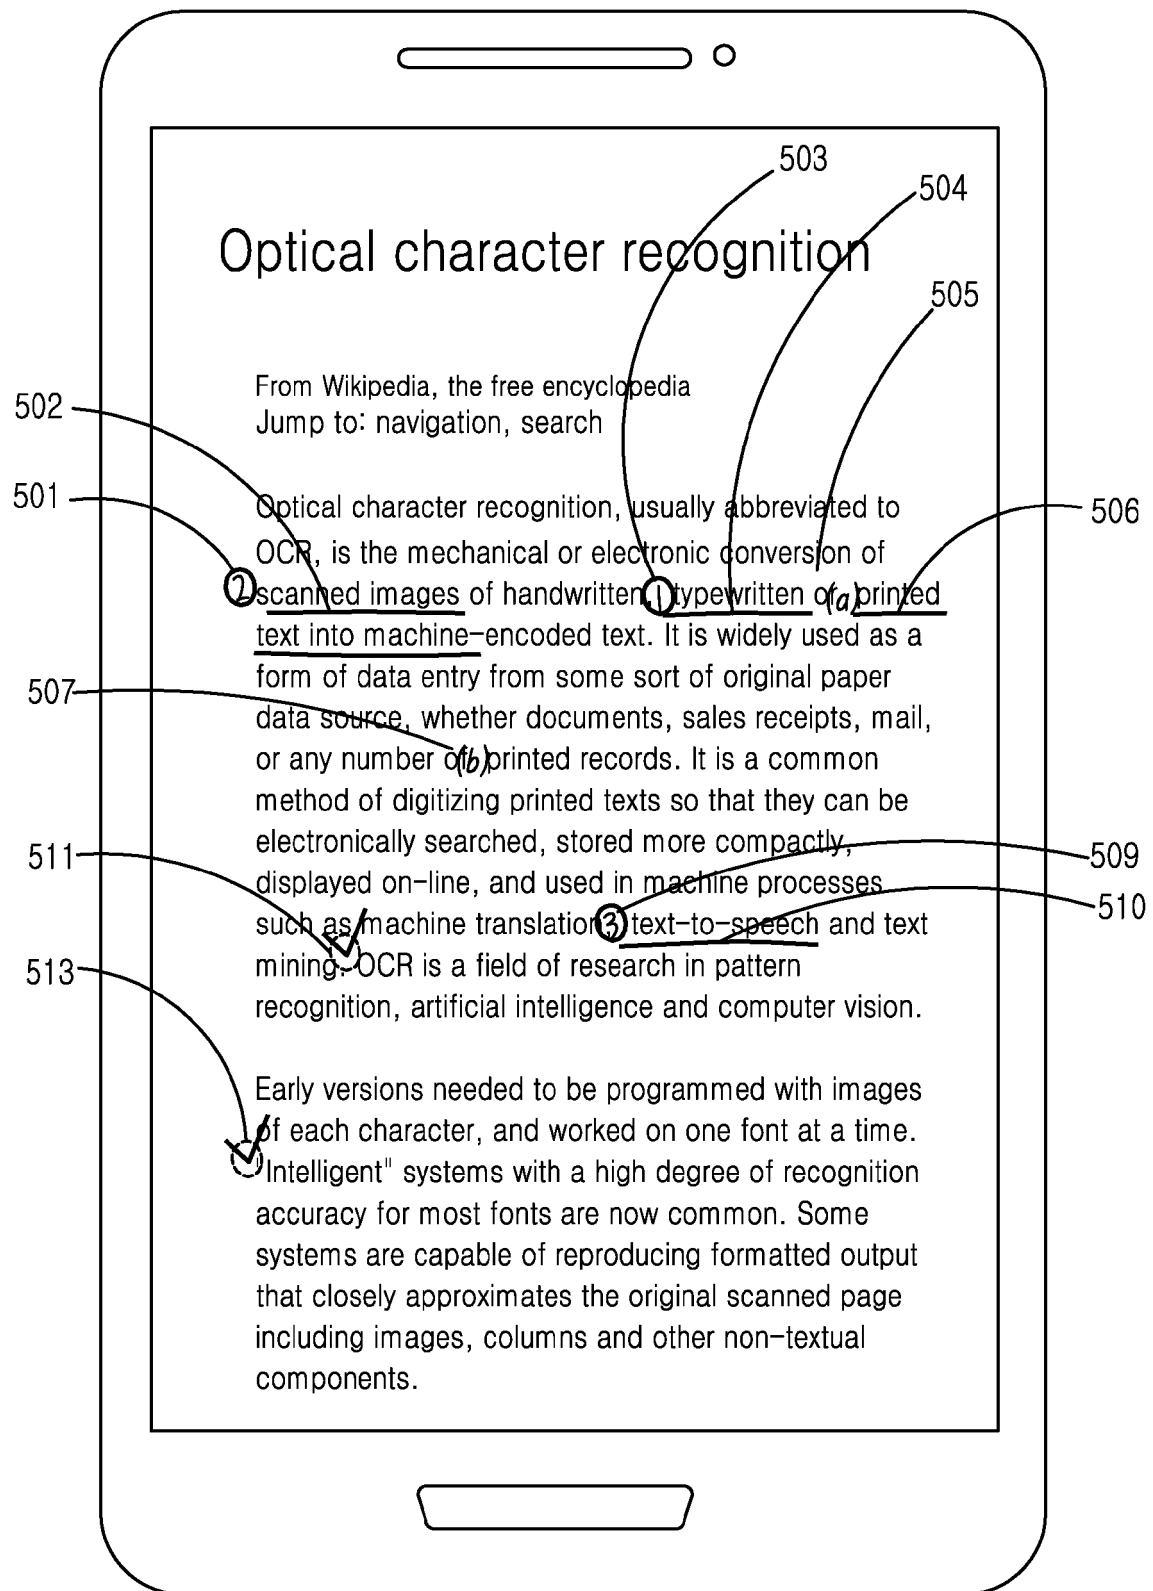 503
504
Optical character recognition
505
From Wikipedia, the free encyclopedia
502
Jump to: navigation, search
501
Optical character recognition, usually abbreviated to
506
OCR, is the mechanical or electronic conversion of
② scanned images of handwritten, ① typewritten or (a) printed
text into machine-encoded text. It is widely used as a
form of data entry from some sort of original paper
507
data source, whether documents, sales receipts, mail,
or any number of (b) printed records. It is a common
method of digitizing printed texts so that they can be
electronically searched, stored more compactly,
511
509
displayed on-line, and used in machine processes
510
such as machine translation, ③ text-to-speech and text
mining. OCR is a field of research in pattern
513
recognition, artificial intelligence and computer vision.
Early versions needed to be programmed with images
of each character, and worked on one font at a time.
"Intelligent" systems with a high degree of recognition
accuracy for most fonts are now common. Some
systems are capable of reproducing formatted output
that closely approximates the original scanned page
including images, columns and other non-textual
components.